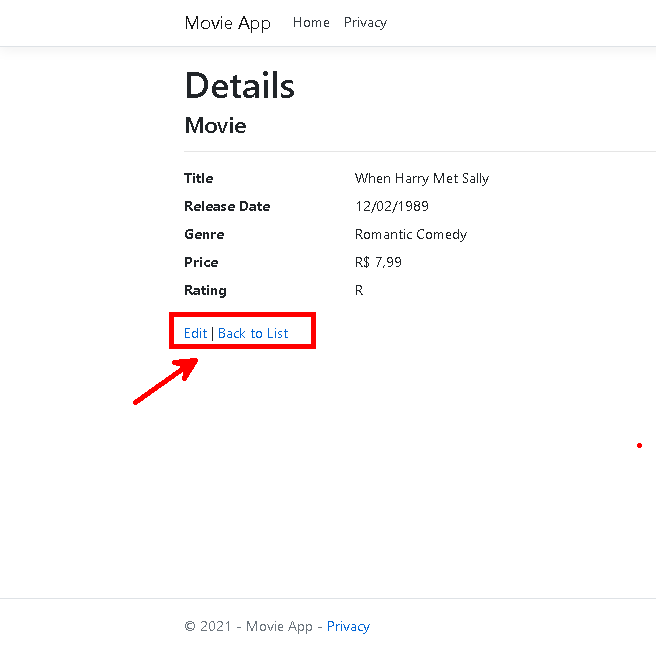 Movie App Home Privacy
Details
Movie
Title When Harry Met Sally
Release Date 12/02/1989
Genre Romantic Comedy
Price R$ 7,99
Rating R
Edit | Back to List
© 2021 - Movie App - Privacy